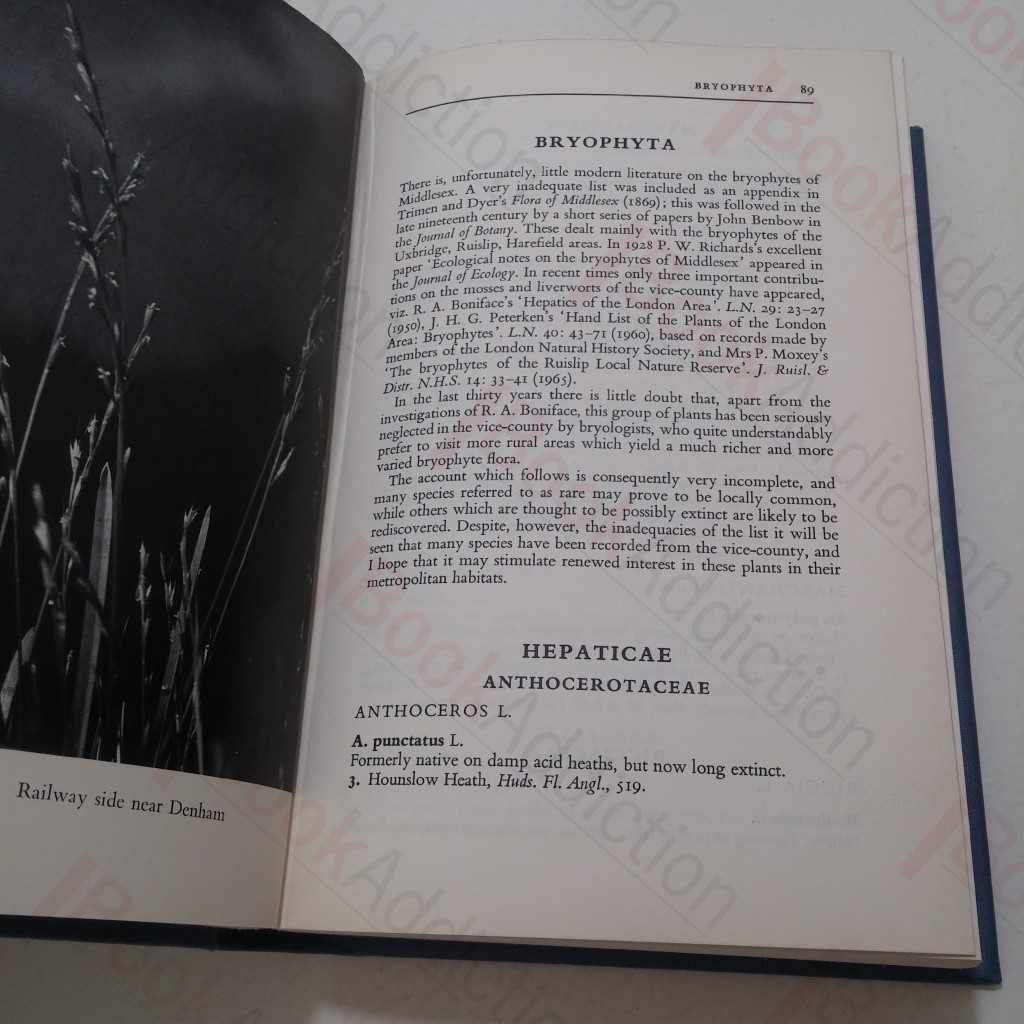 Railway side near Denham
BRYOPHYTA 89
BRYOPHYTA
There is, unfortunately, little modern literature on the bryophytes of
Middlesex. A very inadequate list was included as an appendix in
Trimen and Dyer's Flora of Middlesex (1869); this was followed in the
late nineteenth century by a short series of papers by John Benbow in
the Journal of Botany. These dealt mainly with the bryophytes of the
Uxbridge, Ruislip, Harefield areas. In 1928 P. W. Richards's excellent
paper 'Ecological notes on the bryophytes of Middlesex' appeared in
the Journal of Ecology. In recent times only three important contribu-
tions on the mosses and liverworts of the vice-county have appeared,
viz. R. A. Boniface's 'Hepatics of the London Area'. L.N. 29: 23–27
(1950), J. H. G. Peterken's 'Hand List of the Plants of the London
Area: Bryophytes'. L.N. 40: 43–71 (1960), based on records made by
members of the London Natural History Society, and Mrs P. Moxey's
'The bryophytes of the Ruislip Local Nature Reserve'. J. Ruisl. &
Distr. N.H.S. 14: 33–41 (1965).
In the last thirty years there is little doubt that, apart from the
investigations of R. A. Boniface, this group of plants has been seriously
neglected in the vice-county by bryologists, who quite understandably
prefer to visit more rural areas which yield a much richer and more
varied bryophyte flora.
The account which follows is consequently very incomplete, and
many species referred to as rare may prove to be locally common,
while others which are thought to be possibly extinct are likely to be
rediscovered. Despite, however, the inadequacies of the list it will be
seen that many species have been recorded from the vice-county, and
I hope that it may stimulate renewed interest in these plants in their
metropolitan habitats.
HEPATICAE
ANTHOCEROTACEAE
ANTHOCEROS L.
A. punctatus L.
Formerly native on damp acid heaths, but now long extinct.
3. Hounslow Heath, Huds. Fl. Angl., 519.
BookAddiction